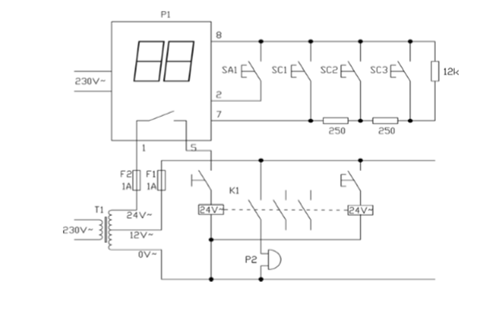 P1
8
SA1 SC1 SC2 SC3 12k
230V~
2
7
250 250
1 5
F2 F1
1A 1A
K1
T1
24V~ 24V~ 24V~
230V~ 12V~
0V~ P2